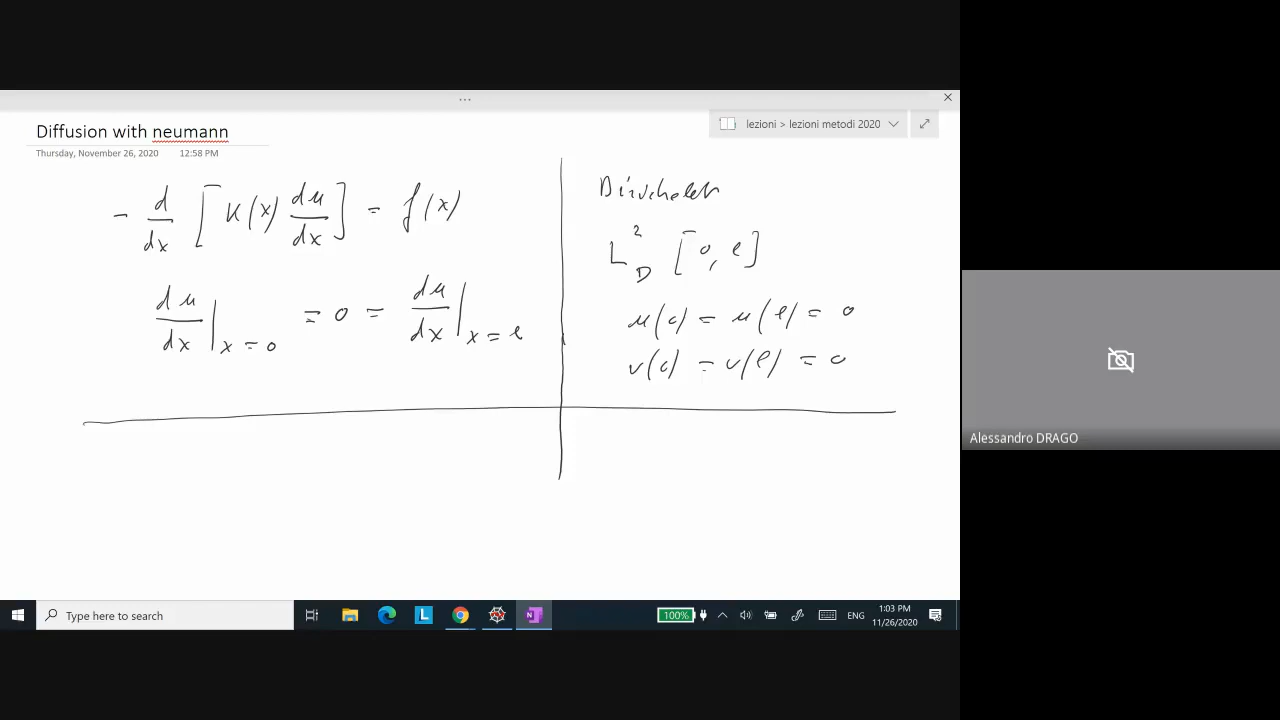 Diffusion with neumann
Thursday, November 26, 2020 12:58 PM
lezioni > lezioni metodi 2020
- d/dx [K(x) du/dx] = f(x)
du/dx |x=0 = 0 = du/dx |x=l
Dirichelet
L²_D [0, l]
u(0) = u(l) = 0
v(0) = v(l) = 0
Alessandro DRAGO
Type here to search
L
N
100%
ENG
1:03 PM
11/26/2020